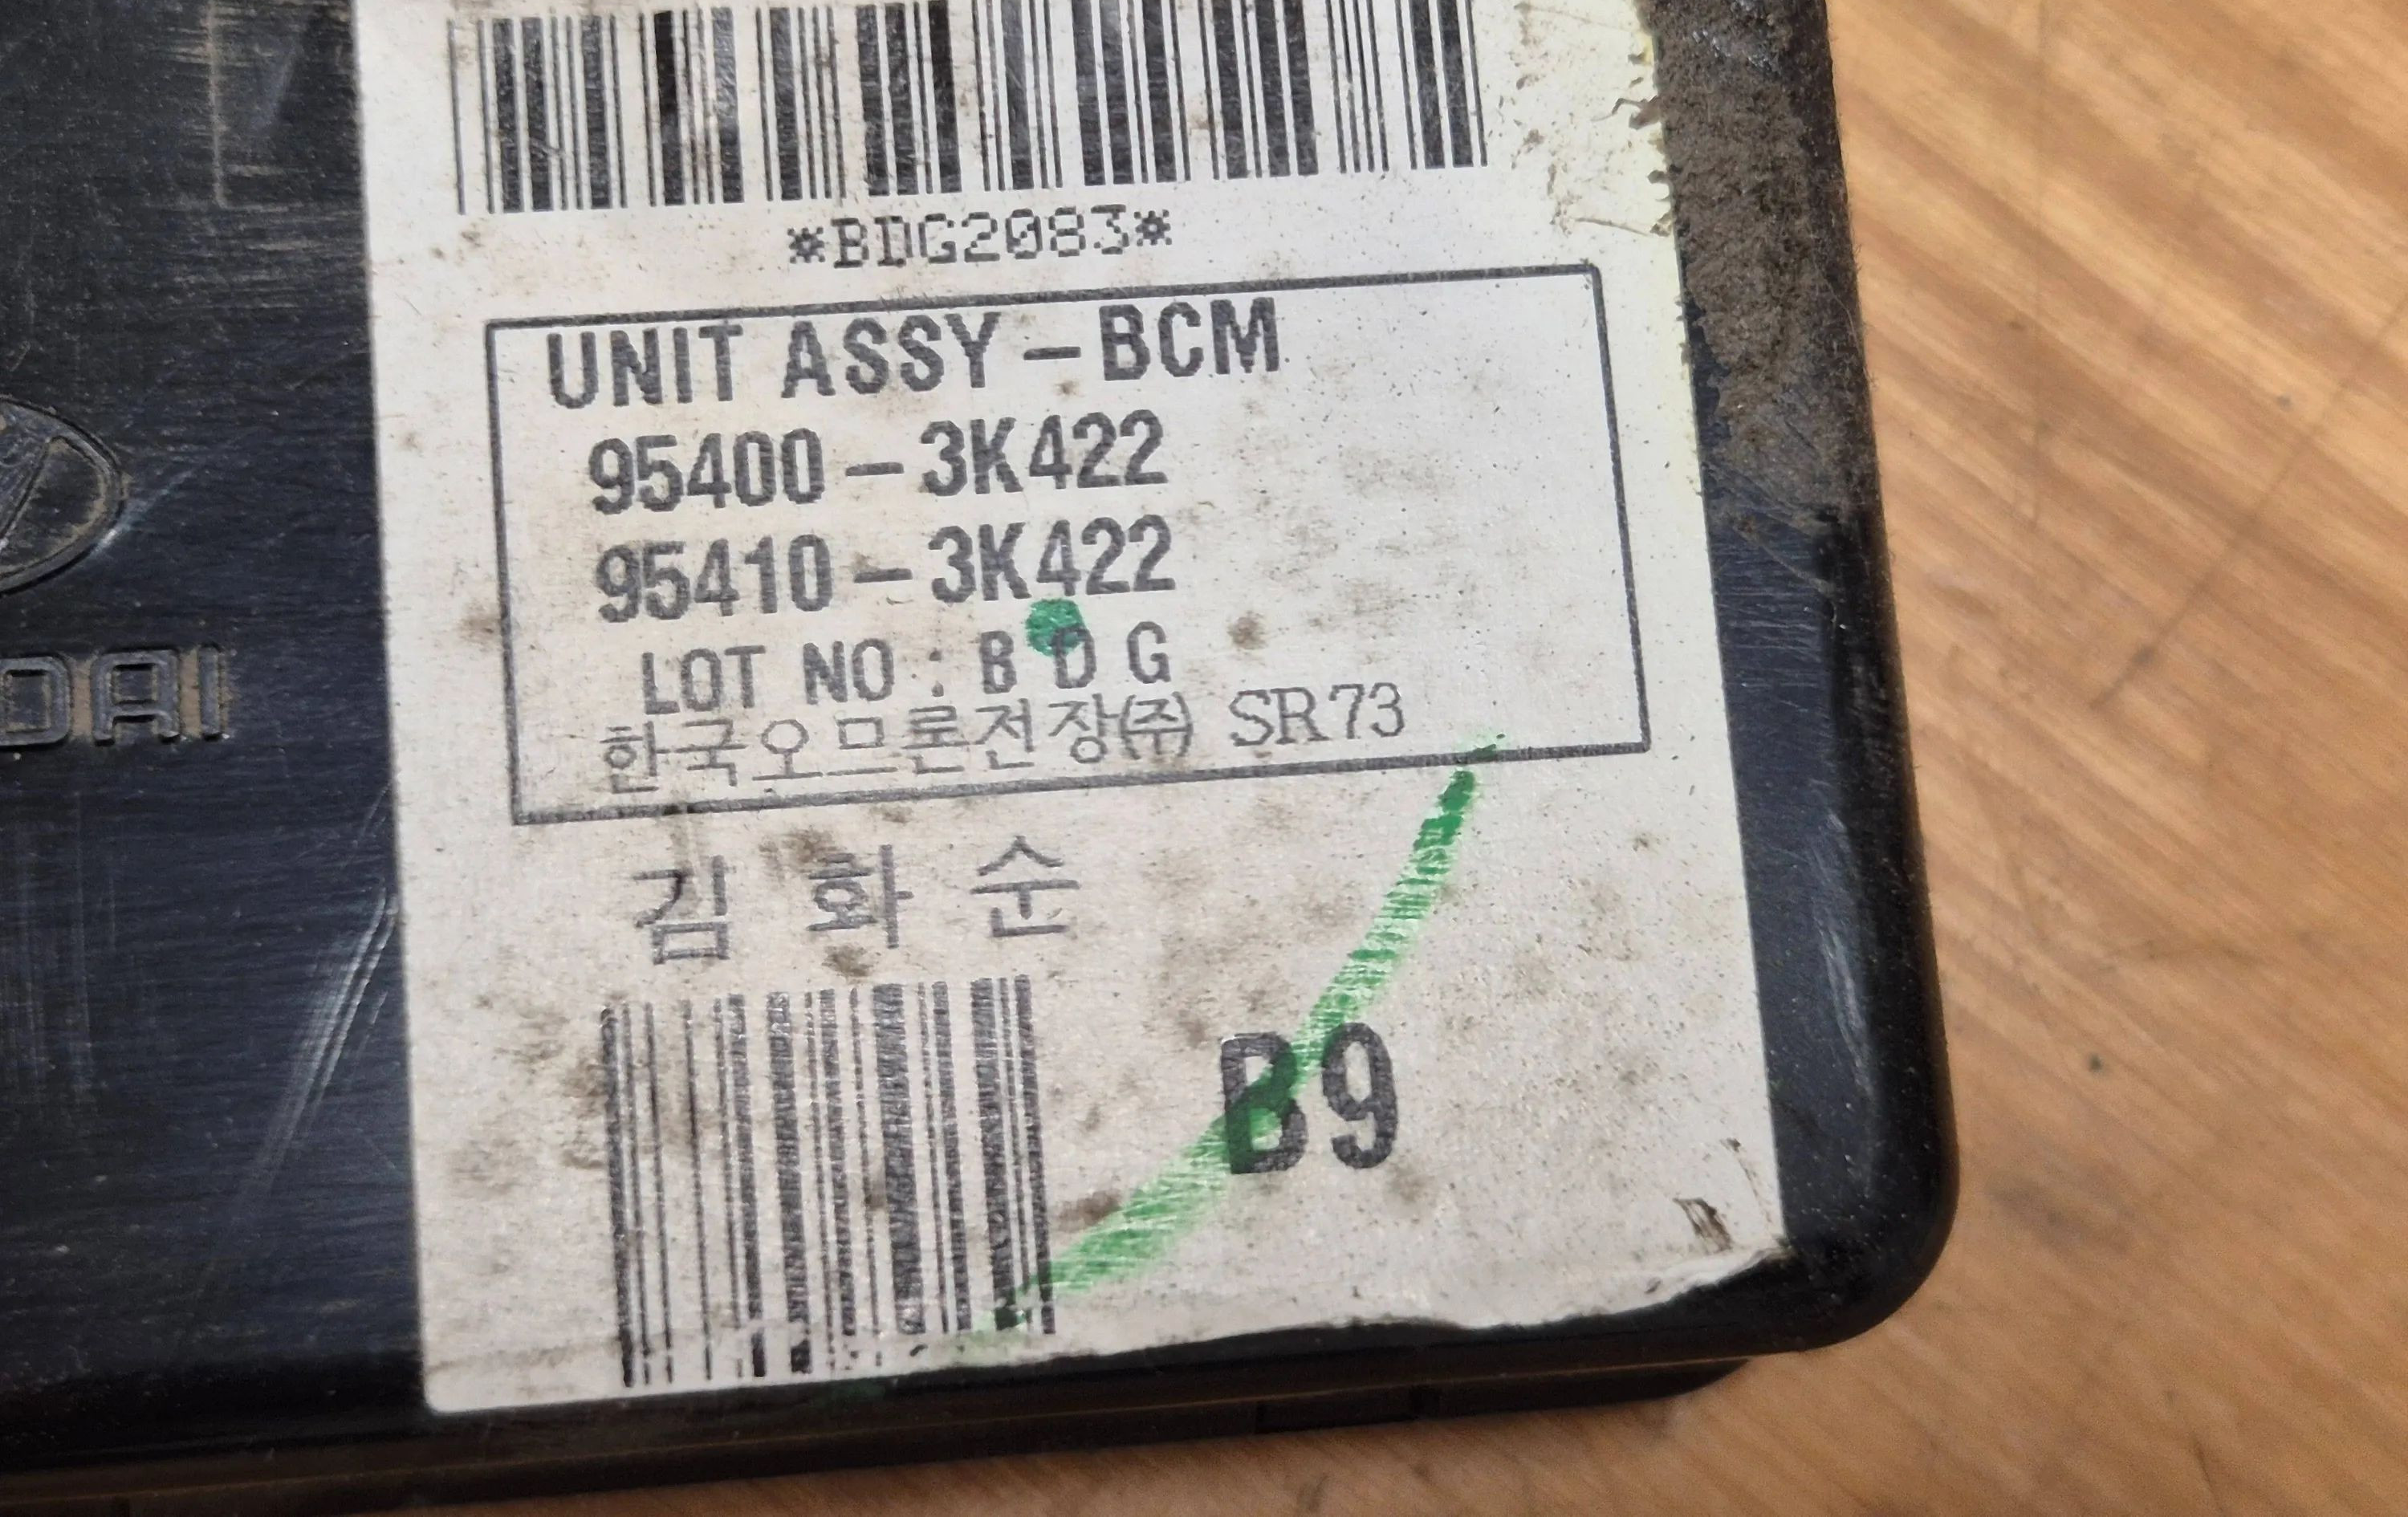 *BDG2083*
UNIT ASSY-BCM
95400-3K422
95410-3K422
LOT NO : B D G
한국오므론전장㈜ SR73
김 화 순
B9
DAI